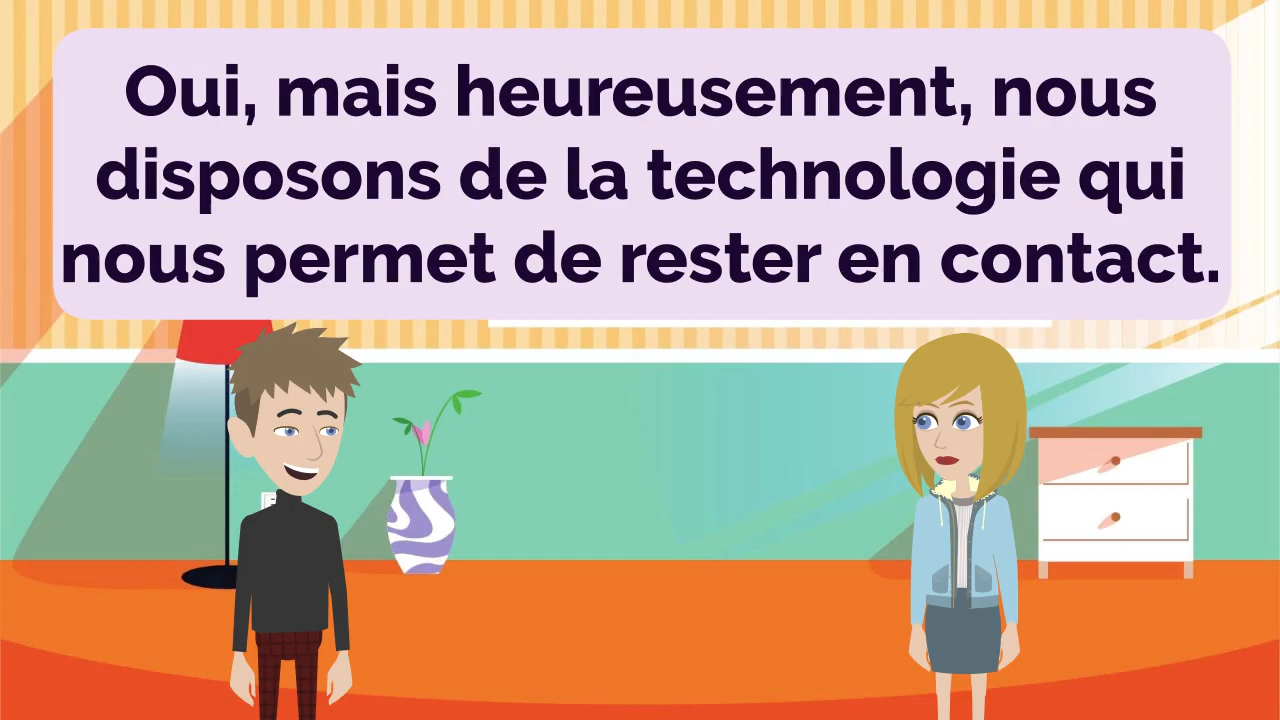 Oui, mais heureusement, nous
disposons de la technologie qui
nous permet de rester en contact.